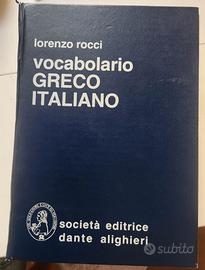 lorenzo rocci
vocabolario
GRECO
ITALIANO
società editrice
dante alighieri
subito